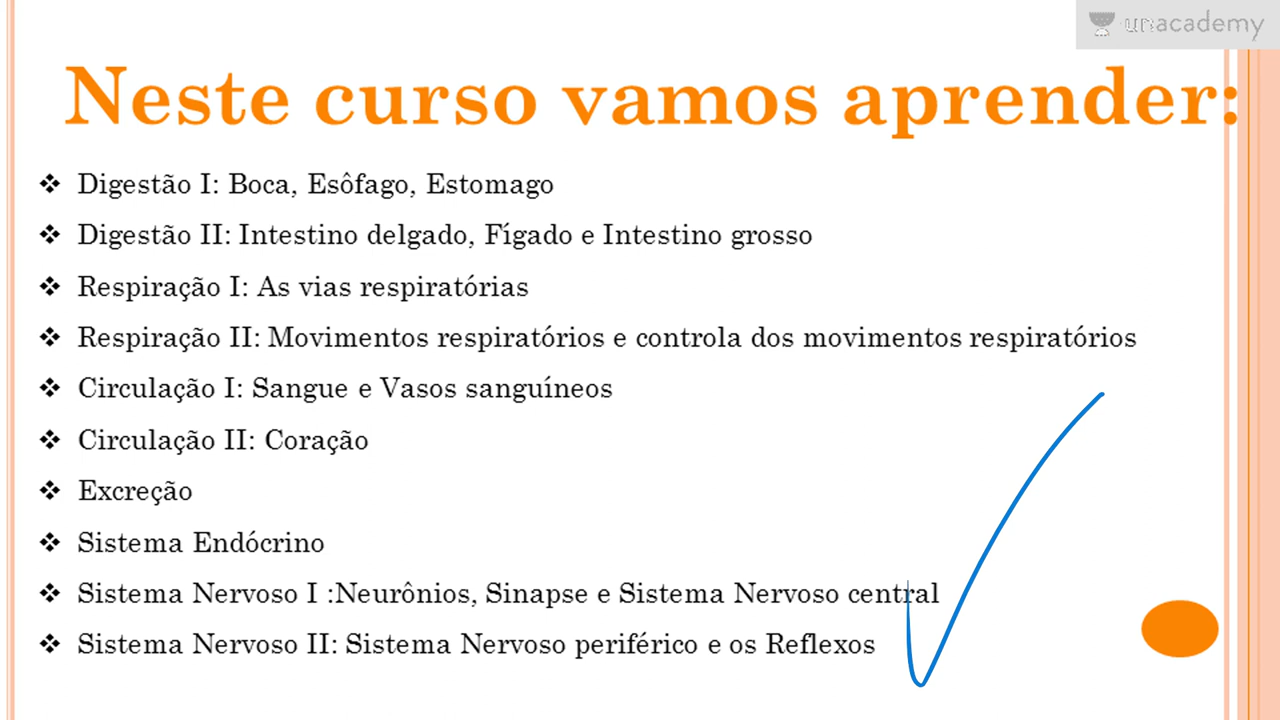 unacademy
Neste curso vamos aprender:
❖ Digestão I: Boca, Esôfago, Estomago
❖ Digestão II: Intestino delgado, Fígado e Intestino grosso
❖ Respiração I: As vias respiratórias
❖ Respiração II: Movimentos respiratórios e controla dos movimentos respiratórios
❖ Circulação I: Sangue e Vasos sanguíneos
❖ Circulação II: Coração
❖ Excreção
❖ Sistema Endócrino
❖ Sistema Nervoso I :Neurônios, Sinapse e Sistema Nervoso central
❖ Sistema Nervoso II: Sistema Nervoso periférico e os Reflexos